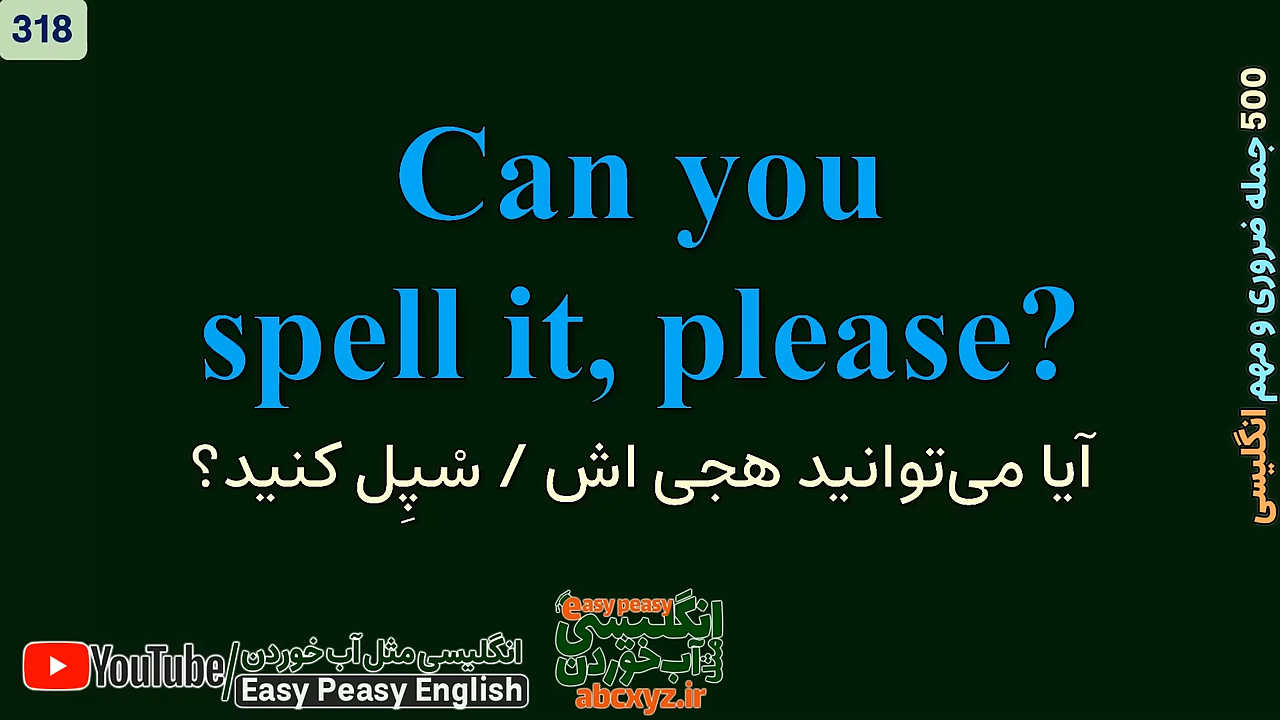 318
Can you
spell it, please?
آیا می‌توانید هجی اش / سْپِل کنید؟
500 جمله ضروری و مهم انگلیسی
YouTube/انگلیسی مثل آب خوردن
Easy Peasy English
easy peasy
انگلیسی
مثل آب خوردن
abcxyz.ir